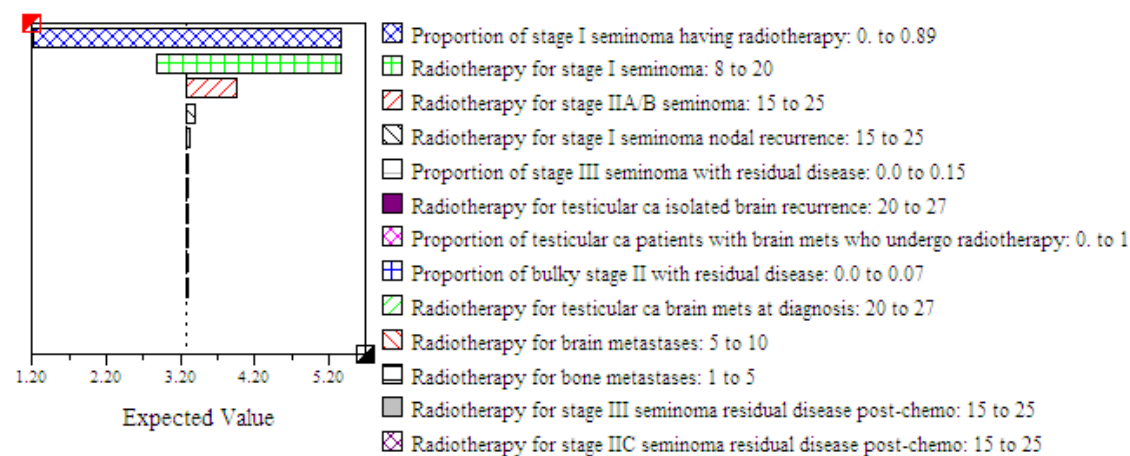 Proportion of stage I seminoma having radiotherapy: 0. to 0.89
Radiotherapy for stage I seminoma: 8 to 20
Radiotherapy for stage IIA/B seminoma: 15 to 25
Radiotherapy for stage I seminoma nodal recurrence: 15 to 25
Proportion of stage III seminoma with residual disease: 0.0 to 0.15
Radiotherapy for testicular ca isolated brain recurrence: 20 to 27
Proportion of testicular ca patients with brain mets who undergo radiotherapy: 0. to 1
Proportion of bulky stage II with residual disease: 0.0 to 0.07
Radiotherapy for testicular ca brain mets at diagnosis: 20 to 27
Radiotherapy for brain metastases: 5 to 10
Radiotherapy for bone metastases: 1 to 5
Radiotherapy for stage III seminoma residual disease post-chemo: 15 to 25
Radiotherapy for stage IIC seminoma residual disease post-chemo: 15 to 25
1.20 2.20 3.20 4.20 5.20
Expected Value